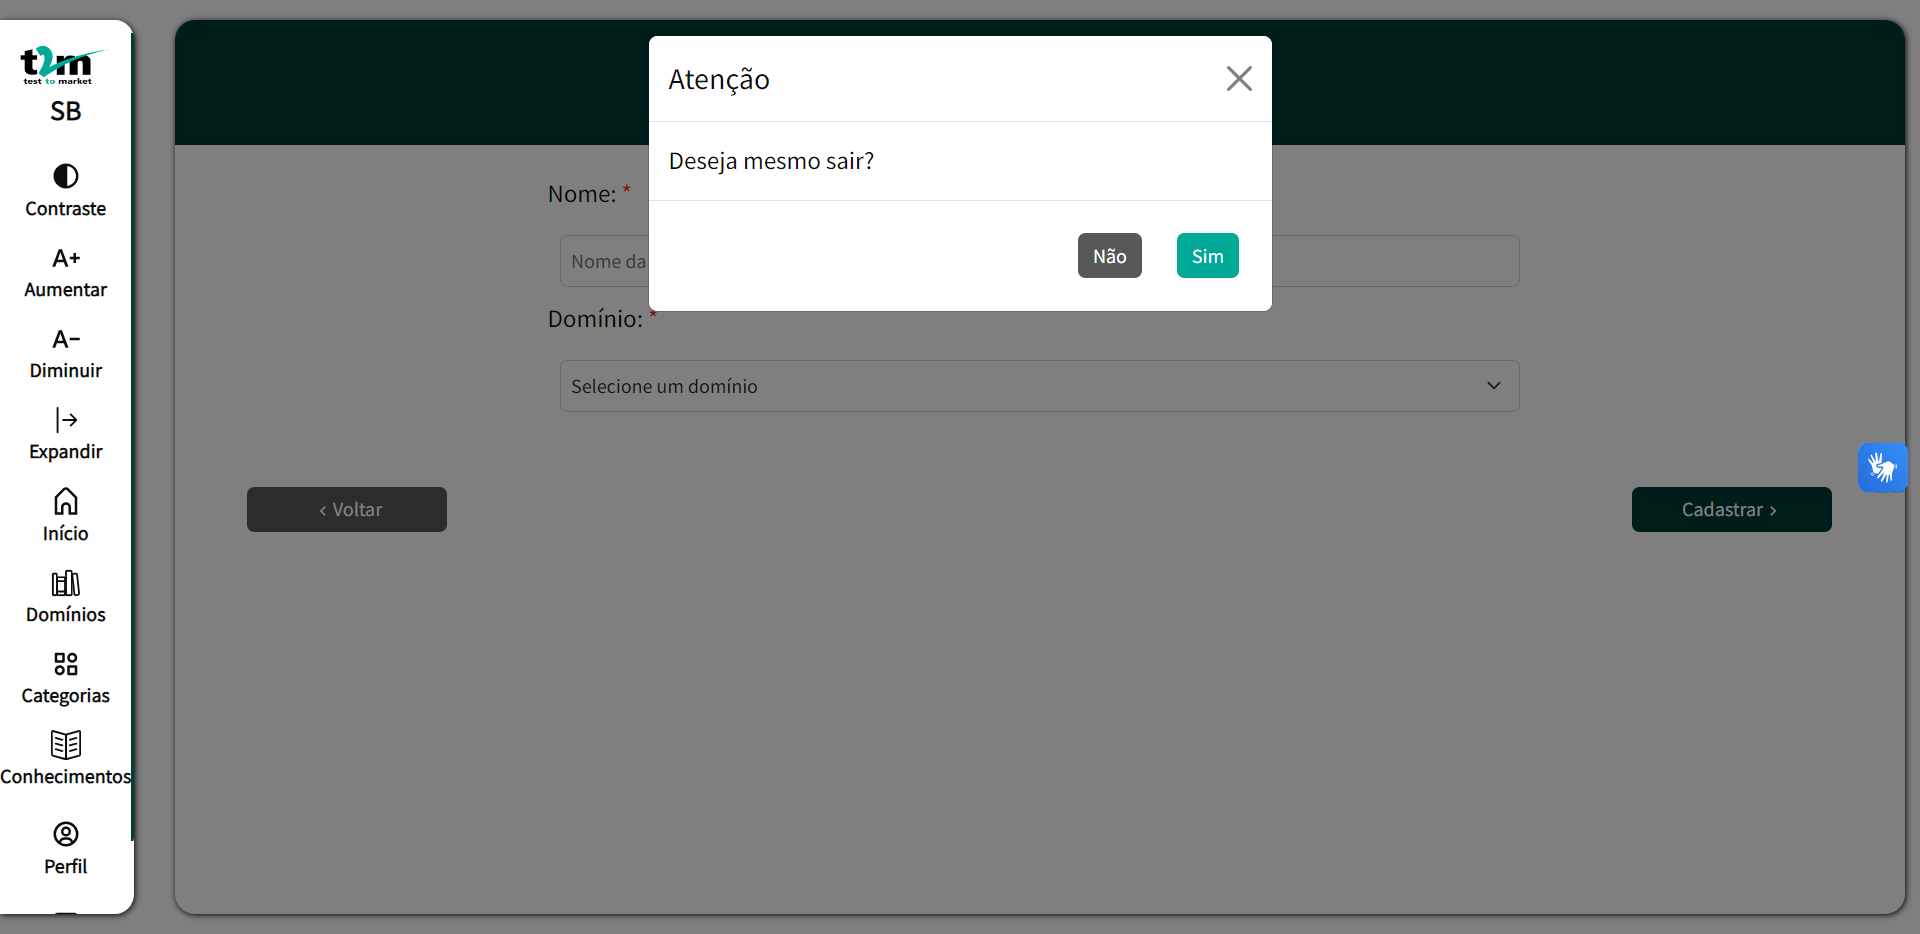 t2m
test to market
SB
Contraste
A+
Aumentar
A-
Diminuir
Expandir
Início
Domínios
Categorias
Conhecimentos
Perfil
Atenção
Deseja mesmo sair?
Não
Sim
Nome: *
Nome da
Domínio: *
Selecione um domínio
‹ Voltar
Cadastrar ›